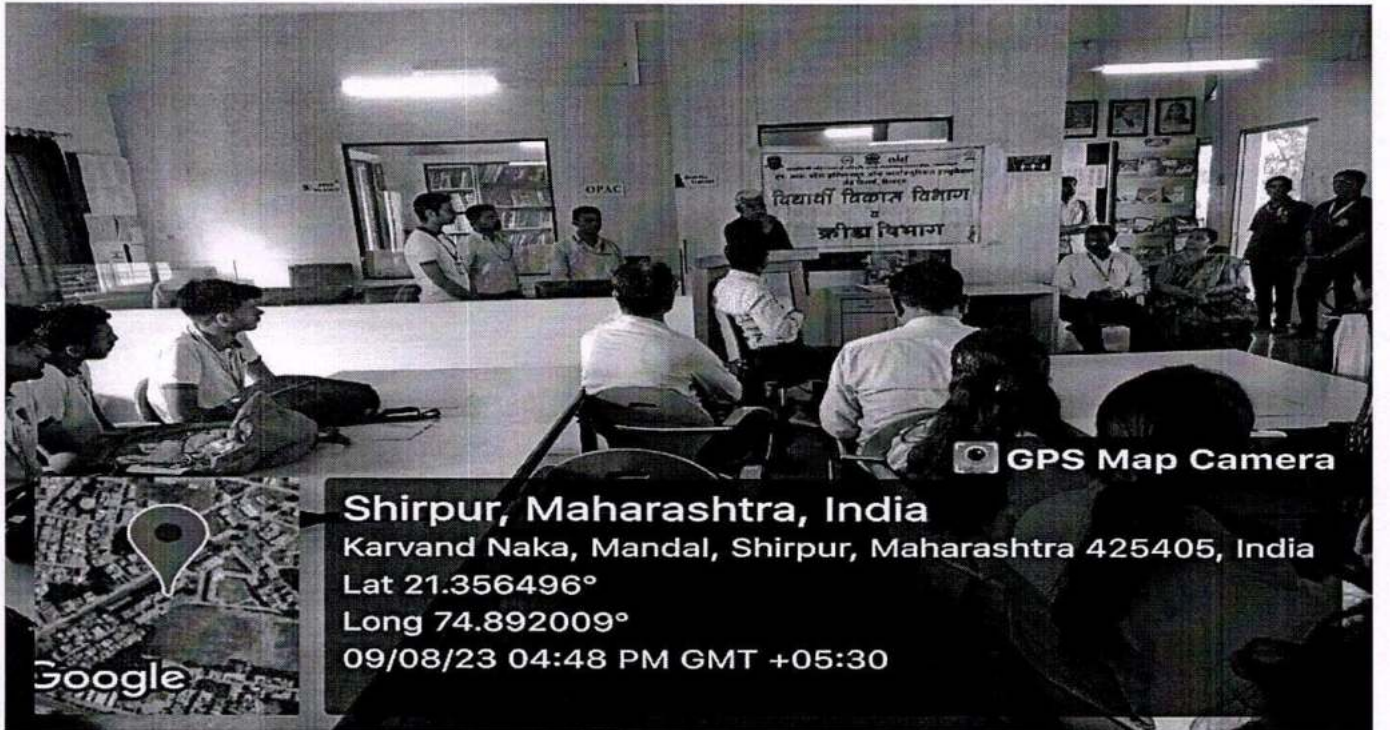 OPAC
विद्यार्थी विकास विभाग
व
क्रीडा विभाग
GPS Map Camera
Shirpur, Maharashtra, India
Karvand Naka, Mandal, Shirpur, Maharashtra 425405, India
Lat 21.356496°
Long 74.892009°
09/08/23 04:48 PM GMT +05:30
Google